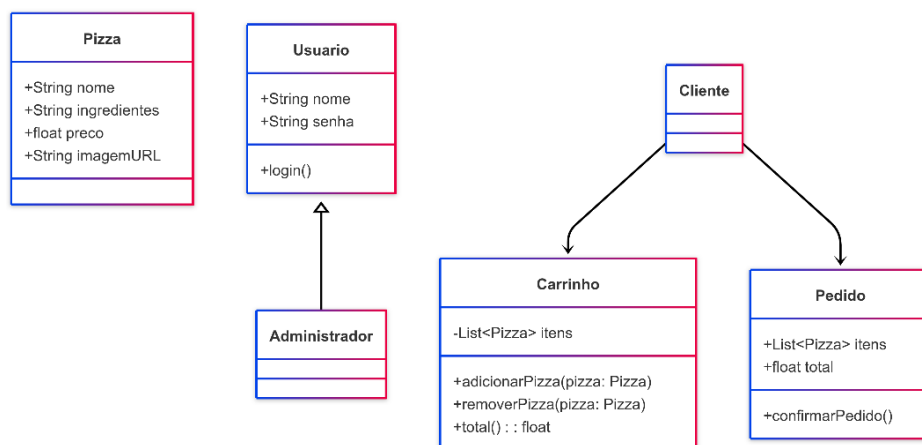 Pizza
+String nome
+String ingredientes
+float preco
+String imagemURL
Usuario
+String nome
+String senha
+login()
Administrador
Cliente
Carrinho
-List<Pizza> itens
+adicionarPizza(pizza: Pizza)
+removerPizza(pizza: Pizza)
+total() : : float
Pedido
+List<Pizza> itens
+float total
+confirmarPedido()